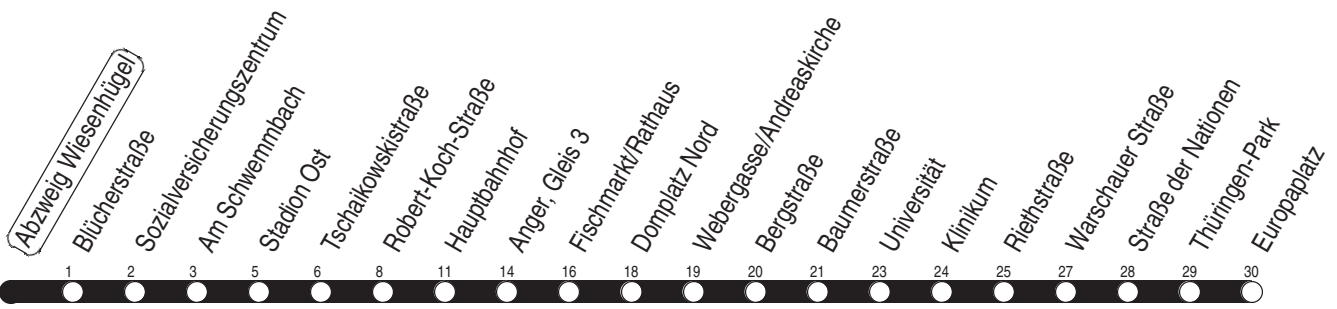 Abzweig Wiesenhügel
Blücherstraße
Sozialversicherungszentrum
Am Schwemmbach
Stadion Ost
Tschaikowskistraße
Robert-Koch-Straße
Hauptbahnhof
Anger, Gleis 3
Fischmarkt/Rathaus
Domplatz Nord
Webergasse/Andreaskirche
Bergstraße
Baumerstraße
Universität
Klinikum
Riethstraße
Warschauer Straße
Straße der Nationen
Thüringen-Park
Europaplatz
1 2 3 5 6 8 11 14 16 18 19 20 21 23 24 25 27 28 29 30